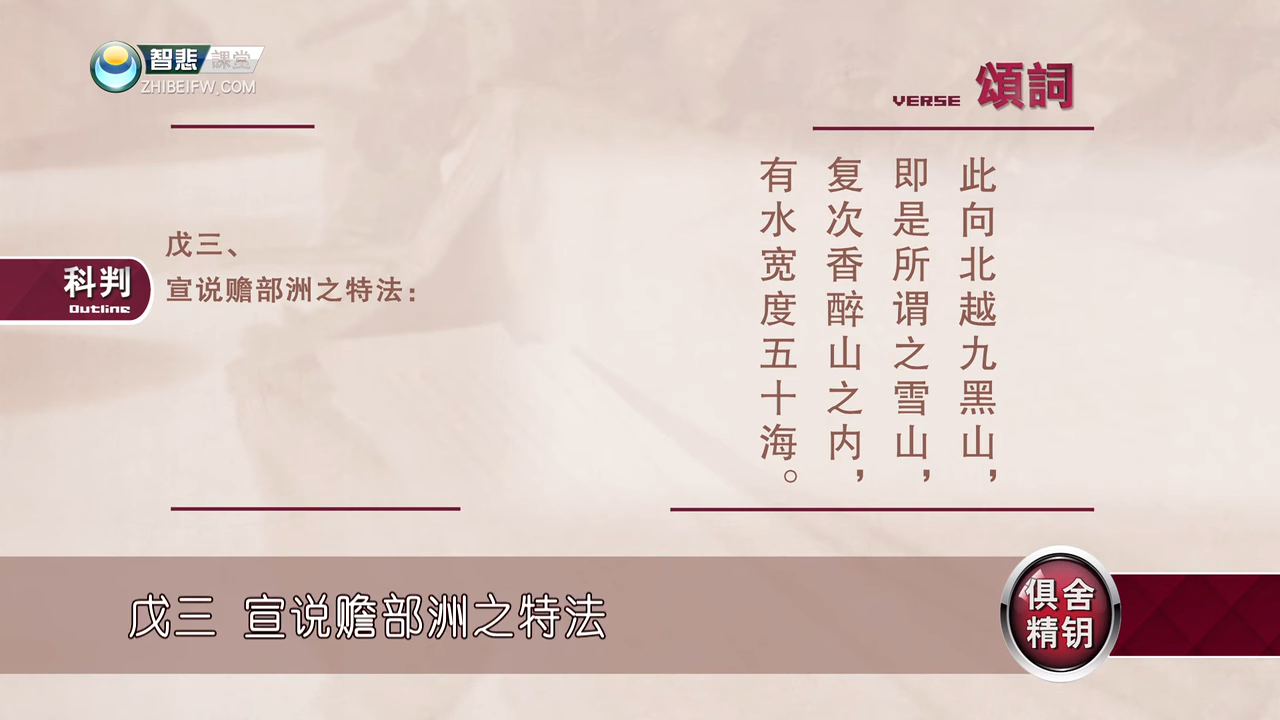 智悲 課堂
ZHIBEIFW.COM
VERSE 頌詞
此向北越九黑山，
即是所谓之雪山，
复次香醉山之内，
有水宽度五十海。
科判
Outline
戊三、
宣说赡部洲之特法：
戊三 宣说赡部洲之特法
俱舍
精钥